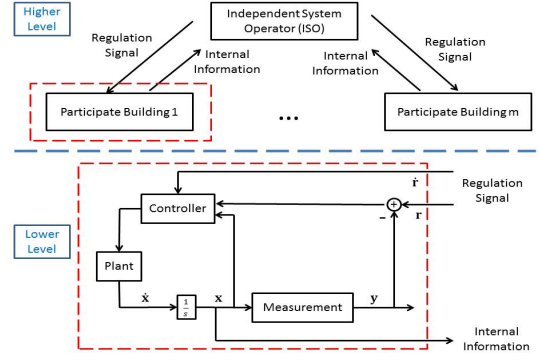 Higher
Level
Independent System
Operator (ISO)
Regulation
Signal
Internal
Information
Internal
Information
Regulation
Signal
Participate Building 1
...
Participate Building m
Lower
Level
ṙ
Regulation
Signal
Controller
+
−
r
Plant
ẋ
1
s
x
Measurement
y
Internal
Information